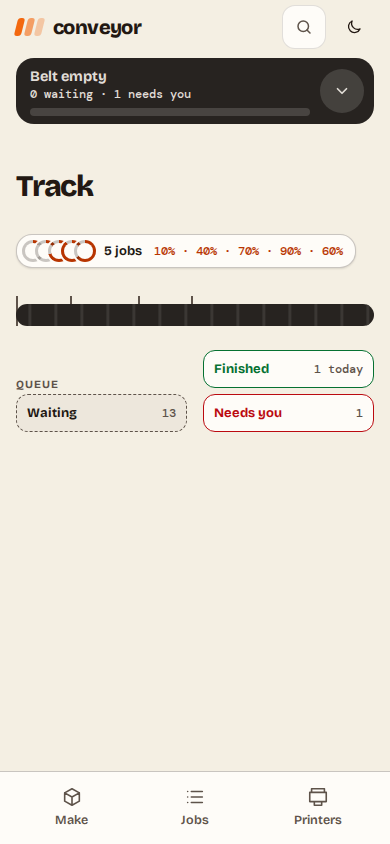 conveyor
Belt empty
0 waiting · 1 needs you
Track
5 jobs 10% · 40% · 70% · 90% · 60%
Finished 1 today
QUEUE
Waiting 13
Needs you 1
Make Jobs Printers